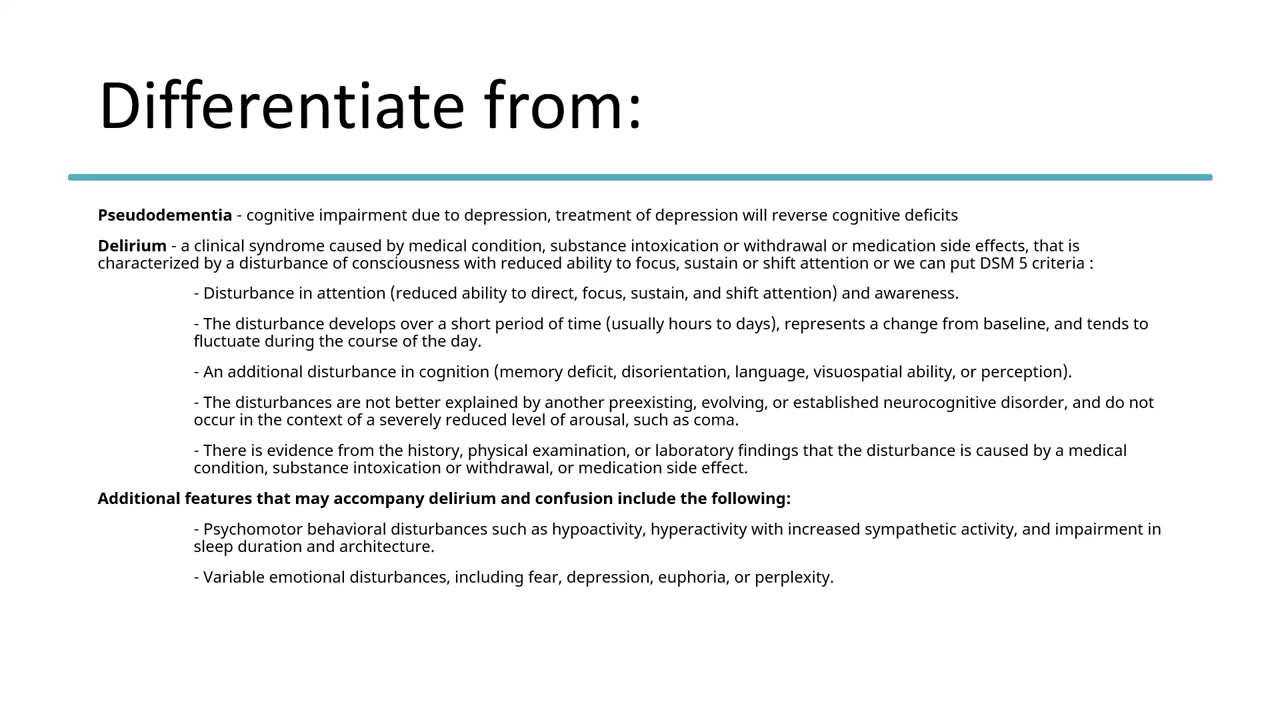 Differentiate from:
Pseudodementia - cognitive impairment due to depression, treatment of depression will reverse cognitive deficits
Delirium - a clinical syndrome caused by medical condition, substance intoxication or withdrawal or medication side effects, that is
characterized by a disturbance of consciousness with reduced ability to focus, sustain or shift attention or we can put DSM 5 criteria :
- Disturbance in attention (reduced ability to direct, focus, sustain, and shift attention) and awareness.
- The disturbance develops over a short period of time (usually hours to days), represents a change from baseline, and tends to
fluctuate during the course of the day.
- An additional disturbance in cognition (memory deficit, disorientation, language, visuospatial ability, or perception).
- The disturbances are not better explained by another preexisting, evolving, or established neurocognitive disorder, and do not
occur in the context of a severely reduced level of arousal, such as coma.
- There is evidence from the history, physical examination, or laboratory findings that the disturbance is caused by a medical
condition, substance intoxication or withdrawal, or medication side effect.
Additional features that may accompany delirium and confusion include the following:
- Psychomotor behavioral disturbances such as hypoactivity, hyperactivity with increased sympathetic activity, and impairment in
sleep duration and architecture.
- Variable emotional disturbances, including fear, depression, euphoria, or perplexity.